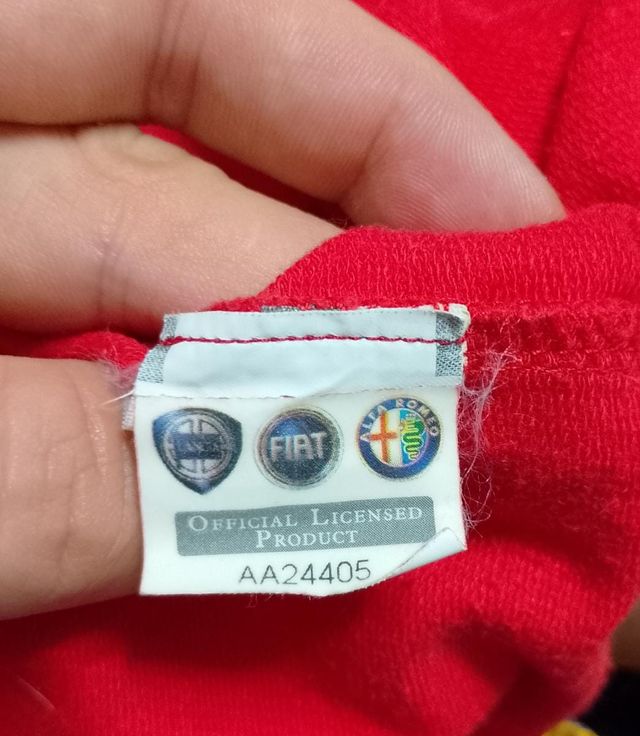 FIAT
ALFA ROMEO
OFFICIAL LICENSED
PRODUCT
AA24405